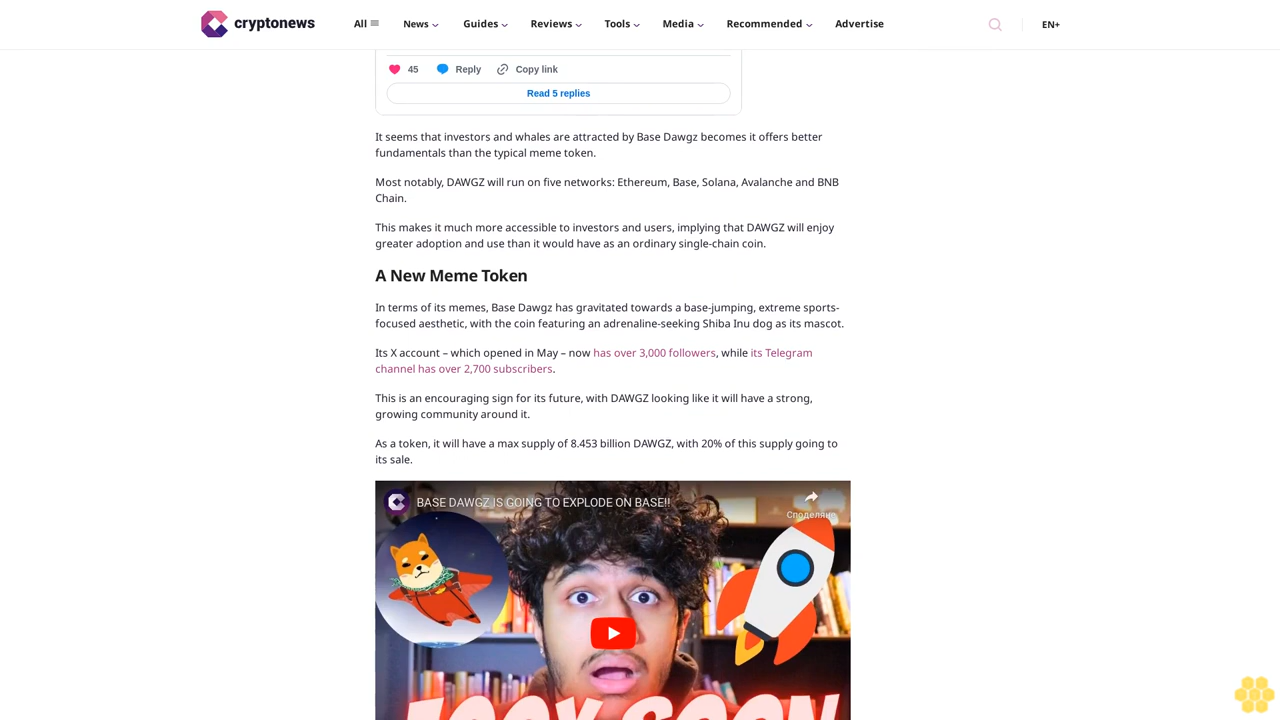 cryptonews
All News Guides Reviews Tools Media Recommended Advertise EN+
45 Reply Copy link
Read 5 replies
It seems that investors and whales are attracted by Base Dawgz becomes it offers better
fundamentals than the typical meme token.
Most notably, DAWGZ will run on five networks: Ethereum, Base, Solana, Avalanche and BNB
Chain.
This makes it much more accessible to investors and users, implying that DAWGZ will enjoy
greater adoption and use than it would have as an ordinary single-chain coin.
A New Meme Token
In terms of its memes, Base Dawgz has gravitated towards a base-jumping, extreme sports-
focused aesthetic, with the coin featuring an adrenaline-seeking Shiba Inu dog as its mascot.
Its X account – which opened in May – now has over 3,000 followers, while its Telegram
channel has over 2,700 subscribers.
This is an encouraging sign for its future, with DAWGZ looking like it will have a strong,
growing community around it.
As a token, it will have a max supply of 8.453 billion DAWGZ, with 20% of this supply going to
its sale.
BASE DAWGZ IS GOING TO EXPLODE ON BASE!!
Споделяне